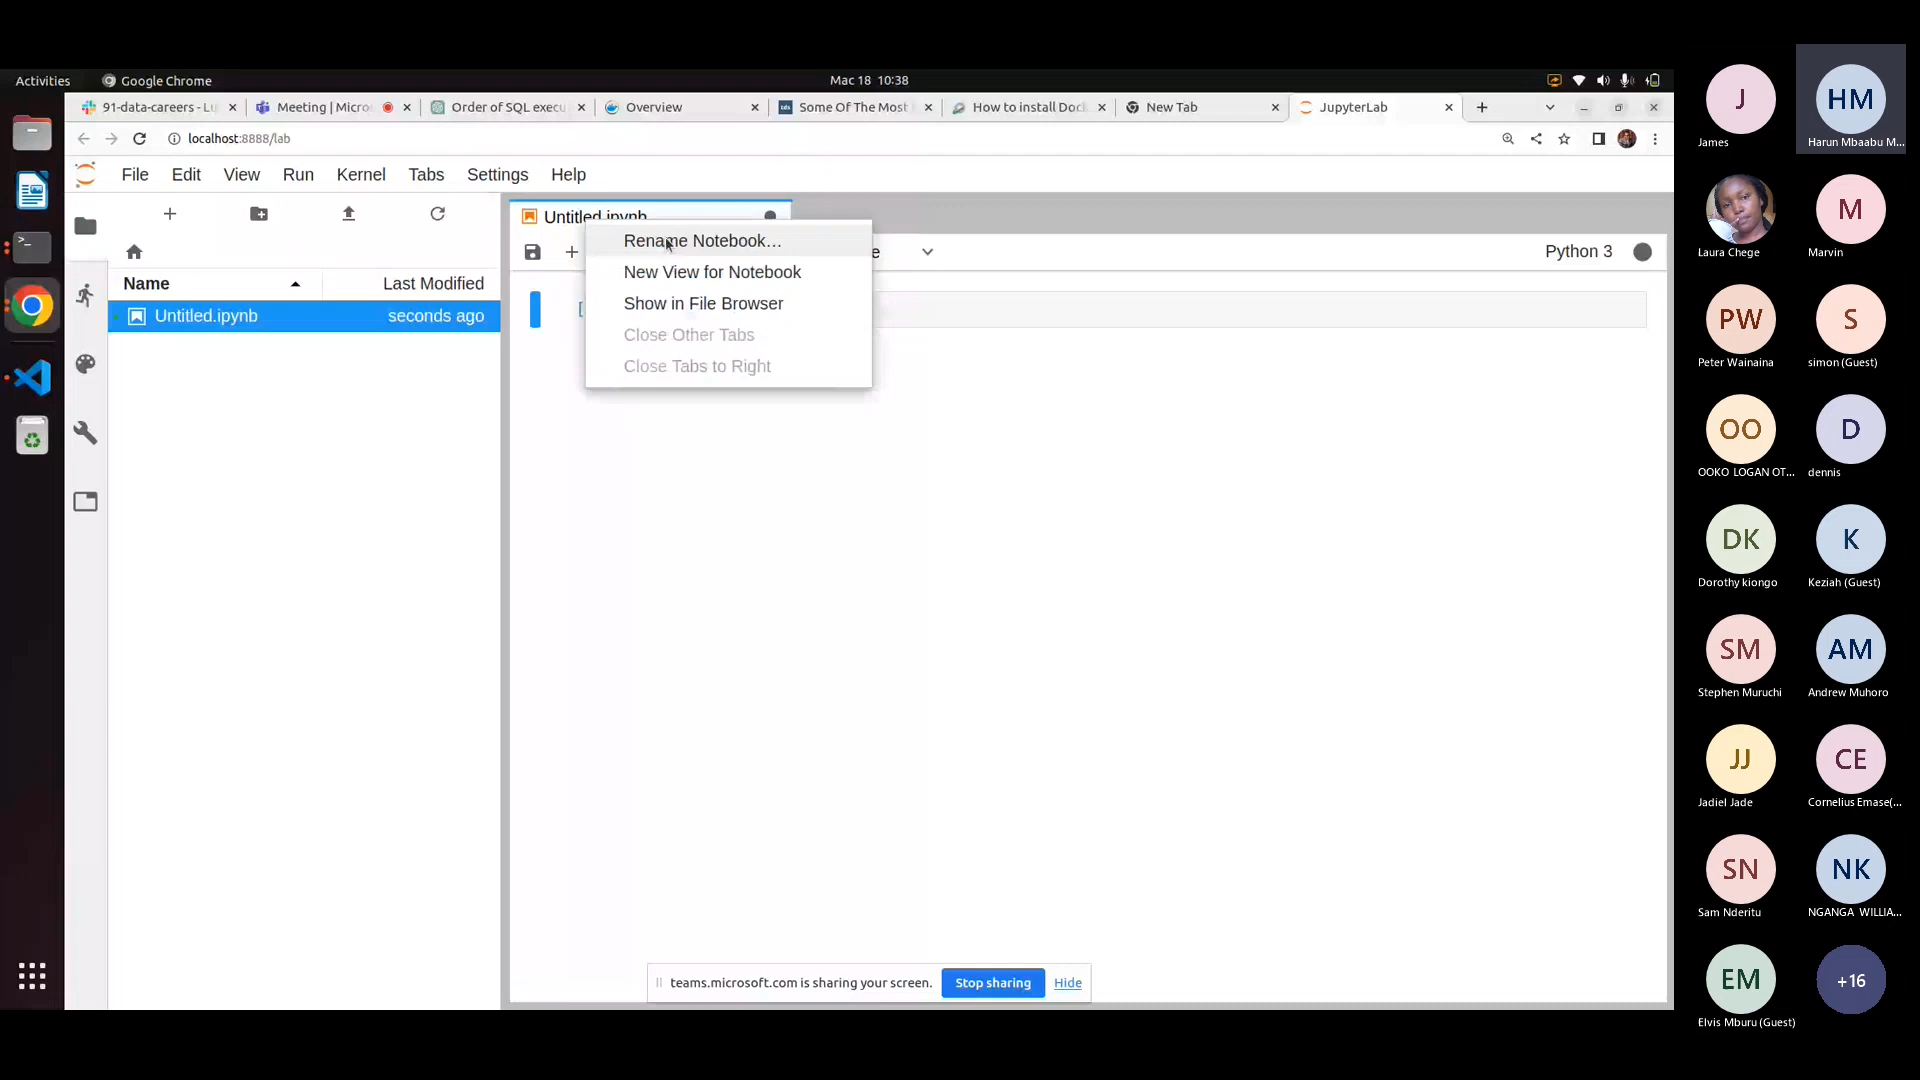 Activities
Google Chrome
Mac 18 10:38
91-data-careers - Lu
Meeting | Micro
Order of SQL execu
Overview
Some Of The Most
How to install Dock
New Tab
JupyterLab
localhost:8888/lab
File Edit View Run Kernel Tabs Settings Help
Untitled.ipynb
Python 3
Name
Last Modified
Untitled.ipynb
seconds ago
Rename Notebook…
New View for Notebook
Show in File Browser
Close Other Tabs
Close Tabs to Right
teams.microsoft.com is sharing your screen.
Stop sharing
Hide
J
James
HM
Harun Mbaabu M...
Laura Chege
M
Marvin
PW
Peter Wainaina
S
simon (Guest)
OO
OOKO LOGAN OT...
D
dennis
DK
Dorothy kiongo
K
Keziah (Guest)
SM
Stephen Muruchi
AM
Andrew Muhoro
JJ
Jadiel Jade
CE
Cornelius Emase(...
SN
Sam Nderitu
NK
NGANGA WILLIA...
EM
Elvis Mburu (Guest)
+16